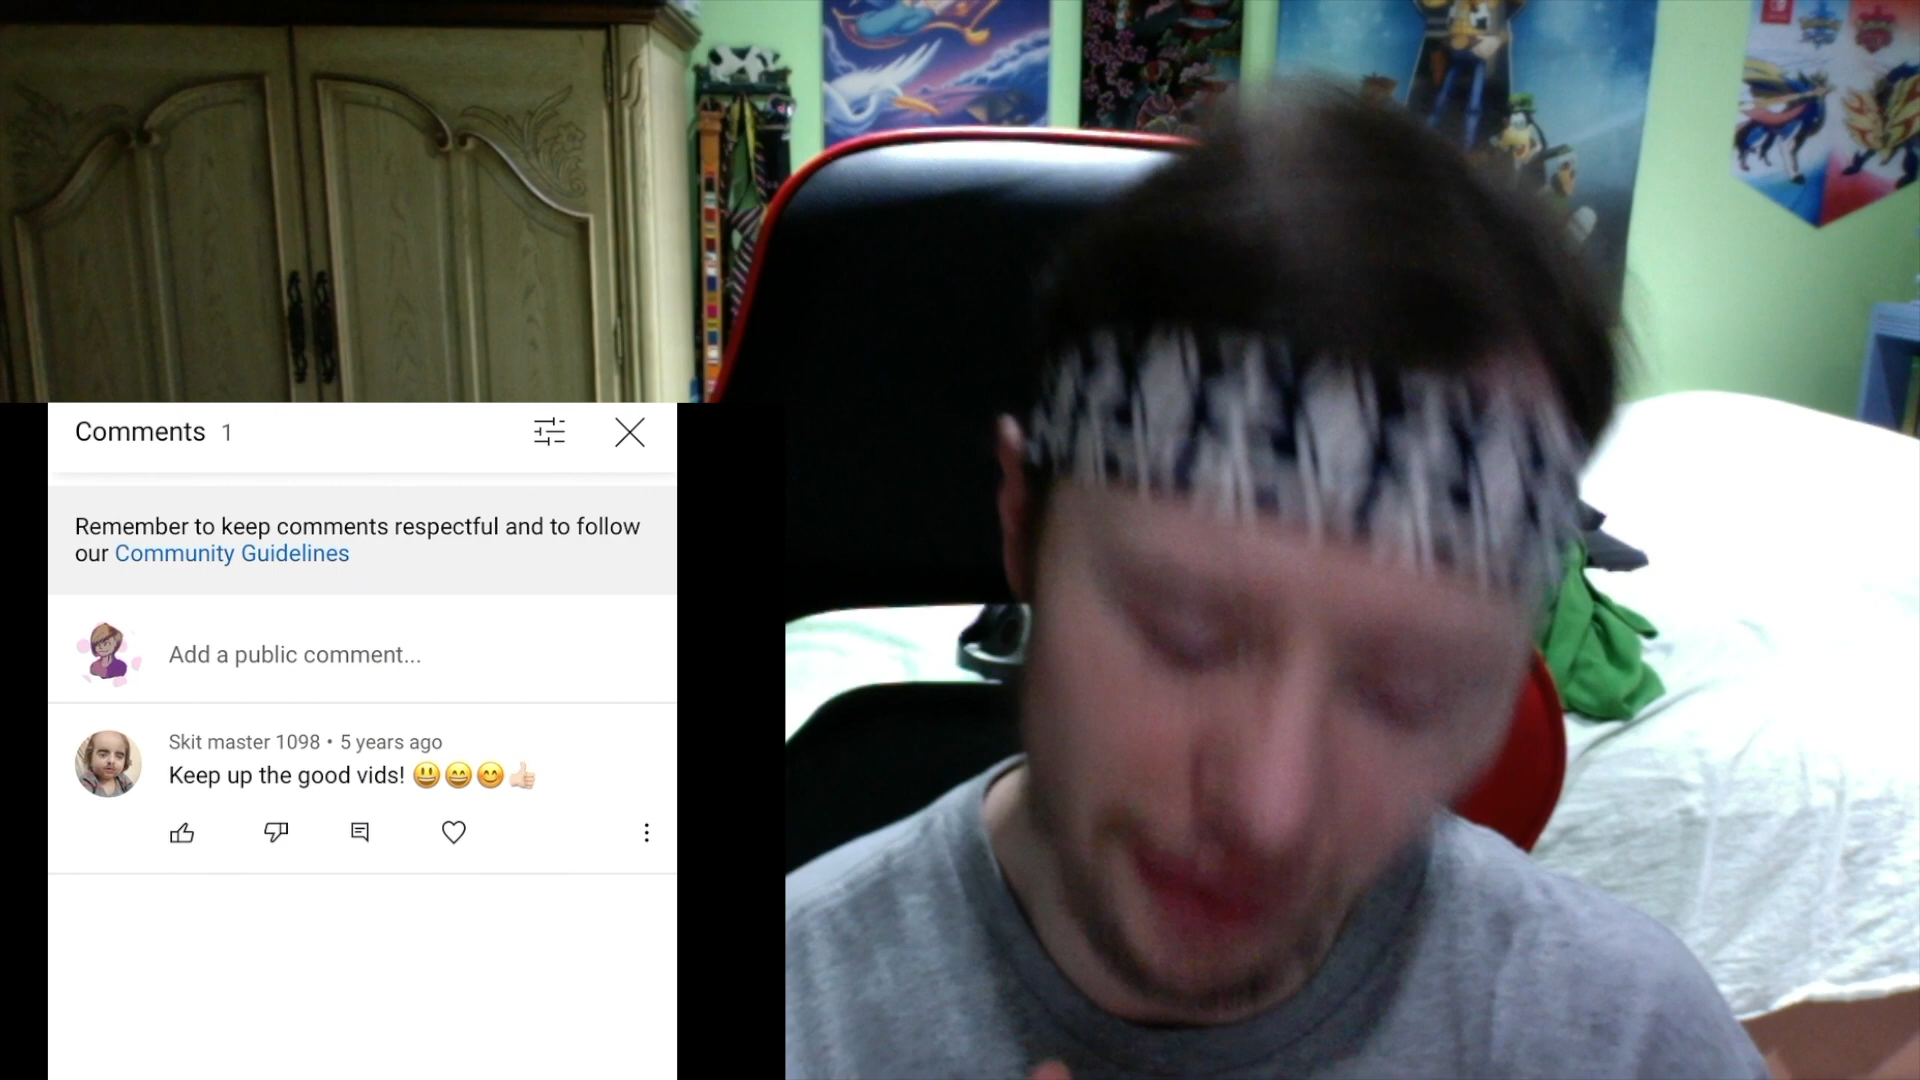 Comments 1
Remember to keep comments respectful and to follow
our Community Guidelines
Add a public comment...
Skit master 1098 • 5 years ago
Keep up the good vids! 😃😄😊👍🏻